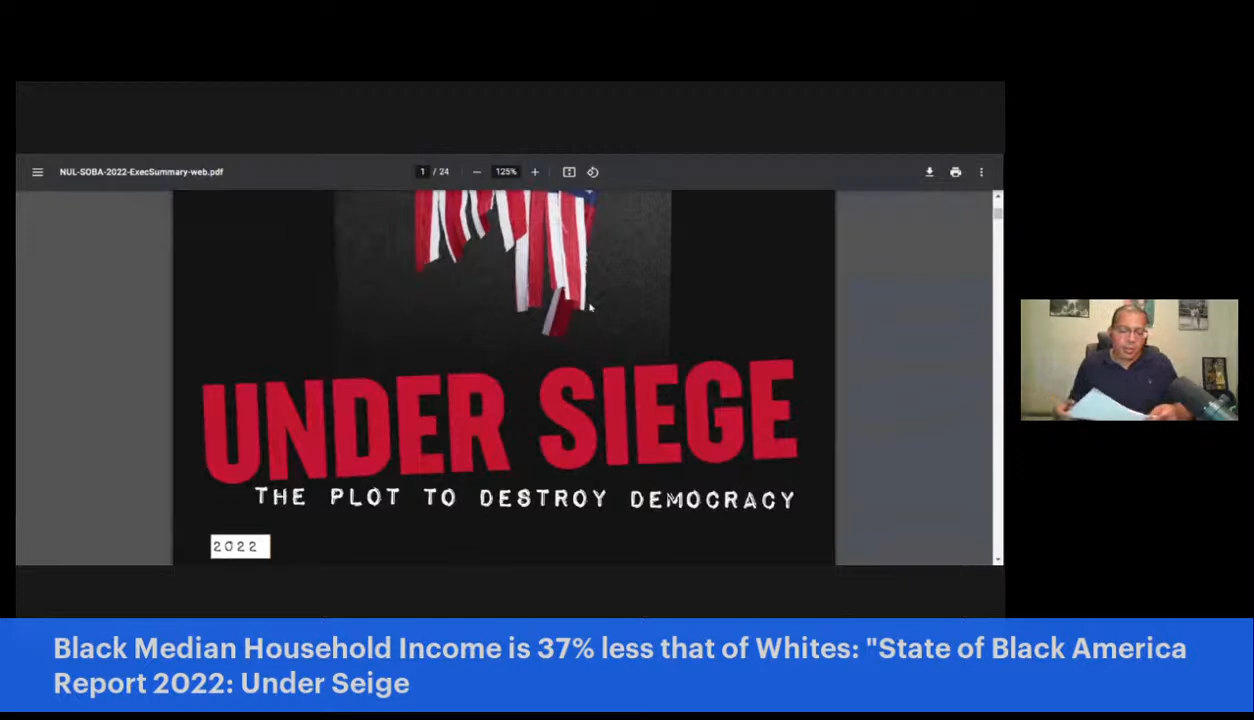 NUL-SOBA-2022-ExecSummary-web.pdf
1 / 24
125%
UNDER SIEGE
THE PLOT TO DESTROY DEMOCRACY
2022
Black Median Household Income is 37% less that of Whites: "State of Black America
Report 2022: Under Seige